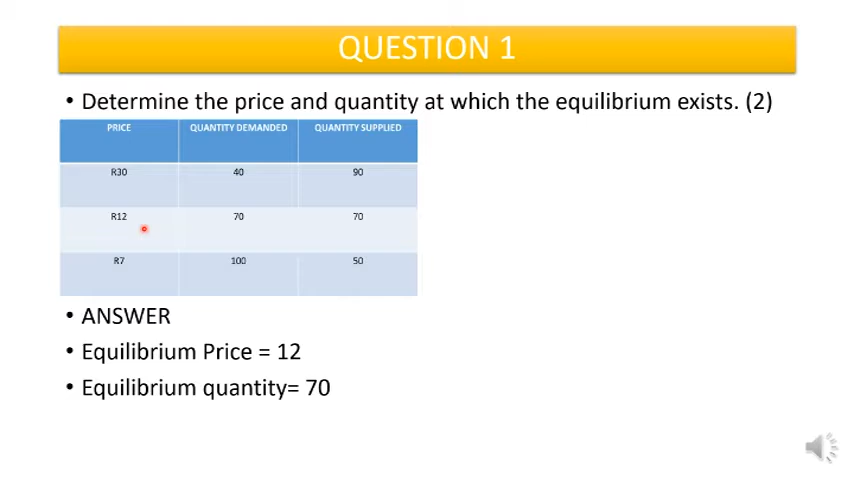 QUESTION 1
• Determine the price and quantity at which the equilibrium exists. (2)
PRICE QUANTITY DEMANDED QUANTITY SUPPLIED
R30 40 90
R12 70 70
R7 100 50
• ANSWER
• Equilibrium Price = 12
• Equilibrium quantity= 70